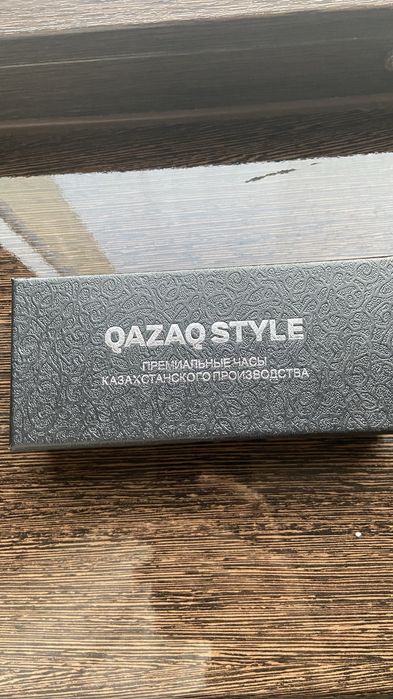 QAZAQ STYLE
ПРЕМИАЛЬНЫЕ ЧАСЫ
КАЗАХСТАНСКОГО ПРОИЗВОДСТВА